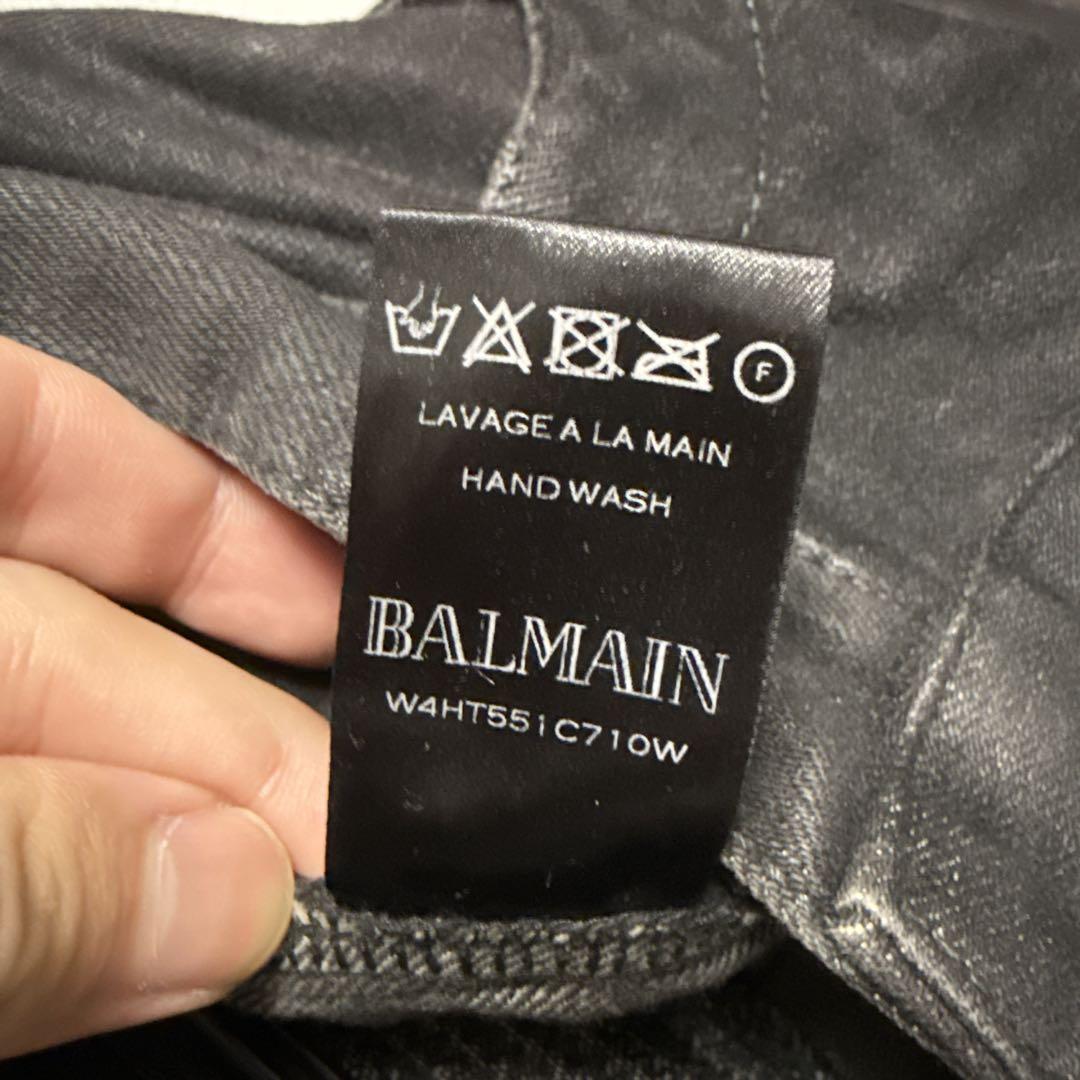 F
LAVAGE A LA MAIN
HAND WASH
BALMAIN
W4HT551C710W